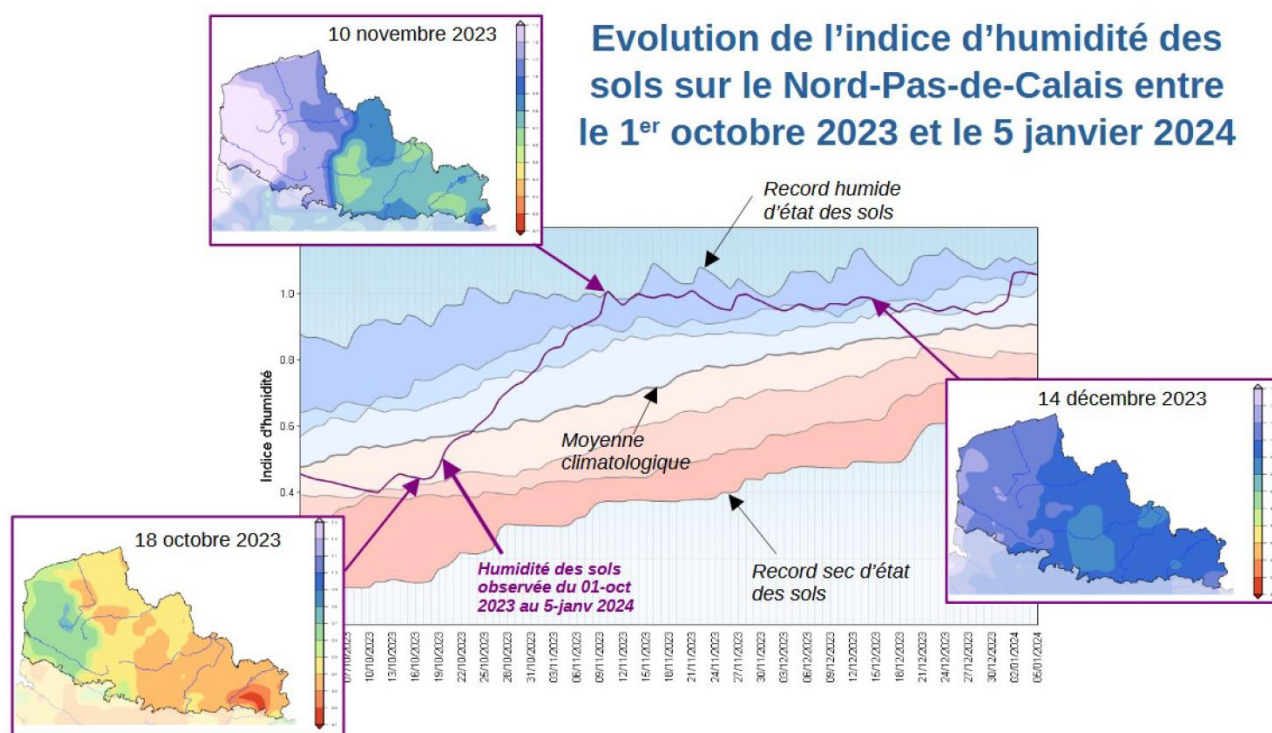 Evolution de l'indice d'humidité des
sols sur le Nord-Pas-de-Calais entre
le 1er octobre 2023 et le 5 janvier 2024
10 novembre 2023
Record humide
d'état des sols
Indice d'humidité
1.0
0.8
0.6
0.4
Moyenne
climatologique
14 décembre 2023
18 octobre 2023
Humidité des sols
observée du 01-oct
2023 au 5-janv 2024
Record sec d'état
des sols
07/10/2023
10/10/2023
13/10/2023
16/10/2023
19/10/2023
22/10/2023
25/10/2023
28/10/2023
31/10/2023
03/11/2023
06/11/2023
09/11/2023
12/11/2023
15/11/2023
18/11/2023
21/11/2023
24/11/2023
27/11/2023
30/11/2023
03/12/2023
06/12/2023
09/12/2023
12/12/2023
15/12/2023
18/12/2023
21/12/2023
24/12/2023
27/12/2023
30/12/2023
02/01/2024
05/01/2024